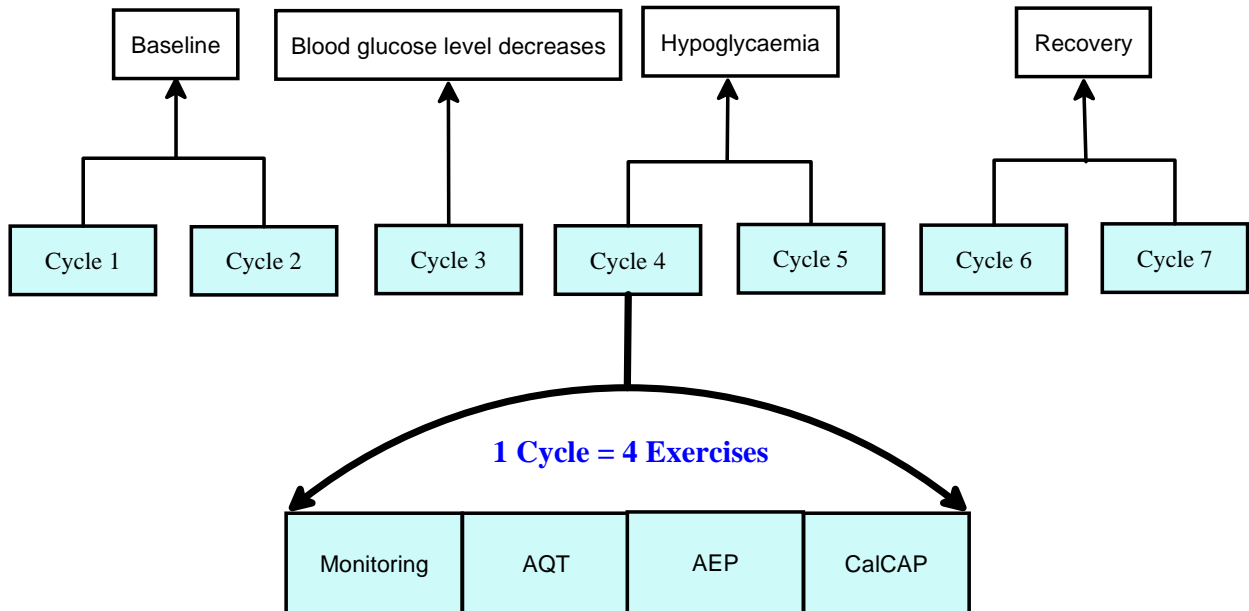 Baseline
Blood glucose level decreases
Hypoglycaemia
Recovery
Cycle 1
Cycle 2
Cycle 3
Cycle 4
Cycle 5
Cycle 6
Cycle 7
1 Cycle = 4 Exercises
Monitoring
AQT
AEP
CalCAP